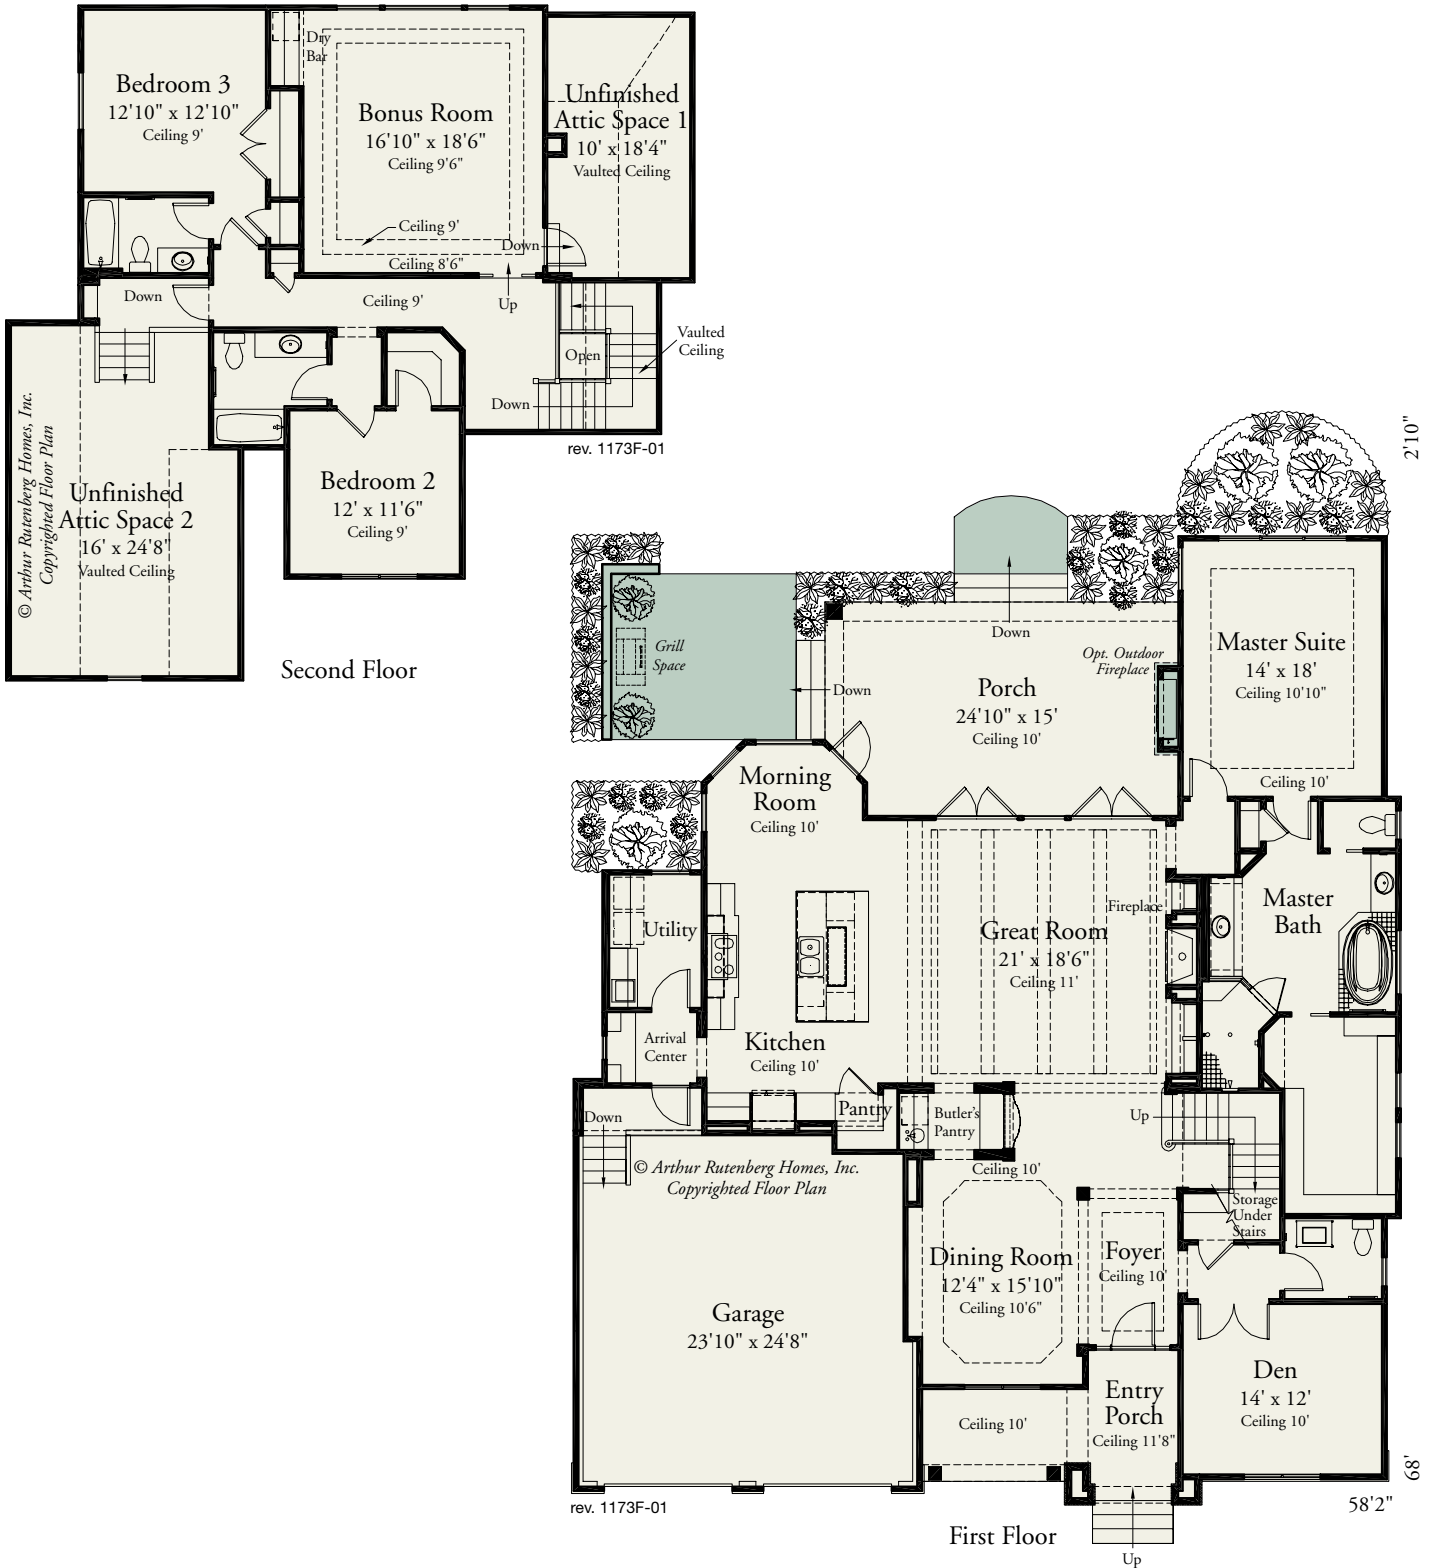 Dry
Bar
Bedroom 3
12'10" x 12'10"
Ceiling 9'
Bonus Room
16'10" x 18'6"
Ceiling 9'6"
Unfinished
Attic Space 1
10' x 18'4"
Vaulted Ceiling
Ceiling 9'
Down
Ceiling 8'6"
Down
Ceiling 9'
Up
Vaulted
Ceiling
Open
Down
rev. 1173F-01
© Arthur Rutenberg Homes, Inc.
Copyrighted Floor Plan
Unfinished
Attic Space 2
16' x 24'8"
Vaulted Ceiling
Bedroom 2
12' x 11'6"
Ceiling 9'
Second Floor
2'10"
Grill
Space
Down
Down
Opt. Outdoor
Fireplace
Porch
24'10" x 15'
Ceiling 10'
Master Suite
14' x 18'
Ceiling 10'10"
Ceiling 10'
Morning
Room
Ceiling 10'
Utility
Fireplace
Great Room
21' x 18'6"
Ceiling 11'
Master
Bath
Arrival
Center
Kitchen
Ceiling 10'
Pantry
Butler's
Pantry
Up
Down
© Arthur Rutenberg Homes, Inc.
Copyrighted Floor Plan
Ceiling 10'
Storage
Under
Stairs
Dining Room
12'4" x 15'10"
Ceiling 10'6"
Foyer
Ceiling 10'
Garage
23'10" x 24'8"
Den
14' x 12'
Ceiling 10'
Entry
Porch
Ceiling 11'8"
Ceiling 10'
68'
58'2"
rev. 1173F-01
First Floor
Up